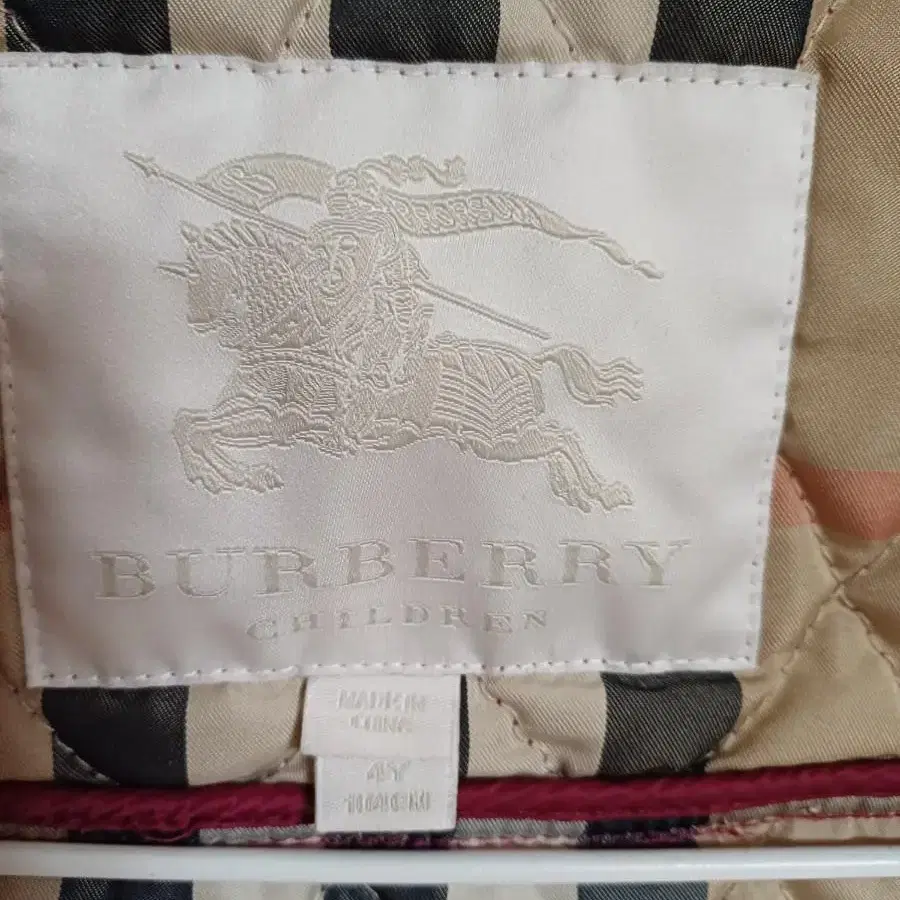 BURBERRY
CHILDREN
MADE IN
CHINA
4Y
104CM